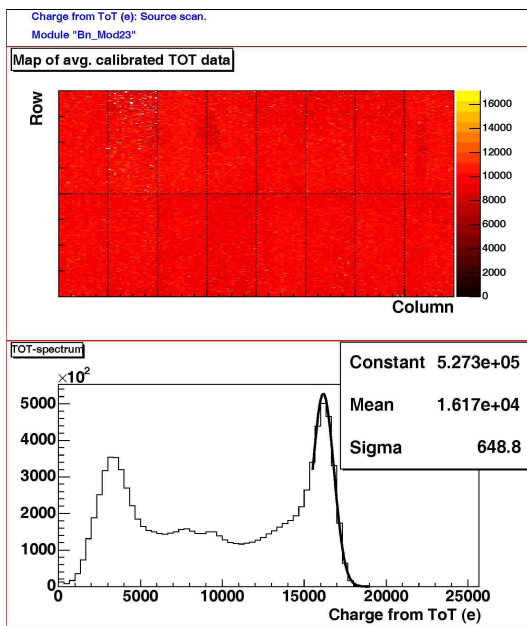 Charge from ToT (e): Source scan.
Module "Bn_Mod23"
Map of avg. calibrated TOT data
Row
16000
14000
12000
10000
8000
6000
4000
2000
0
Column
TOT-spectrum
×10²
Constant 5.273e+05
Mean 1.617e+04
Sigma 648.8
5000
4000
3000
2000
1000
0
0 5000 10000 15000 20000 25000
Charge from ToT (e)